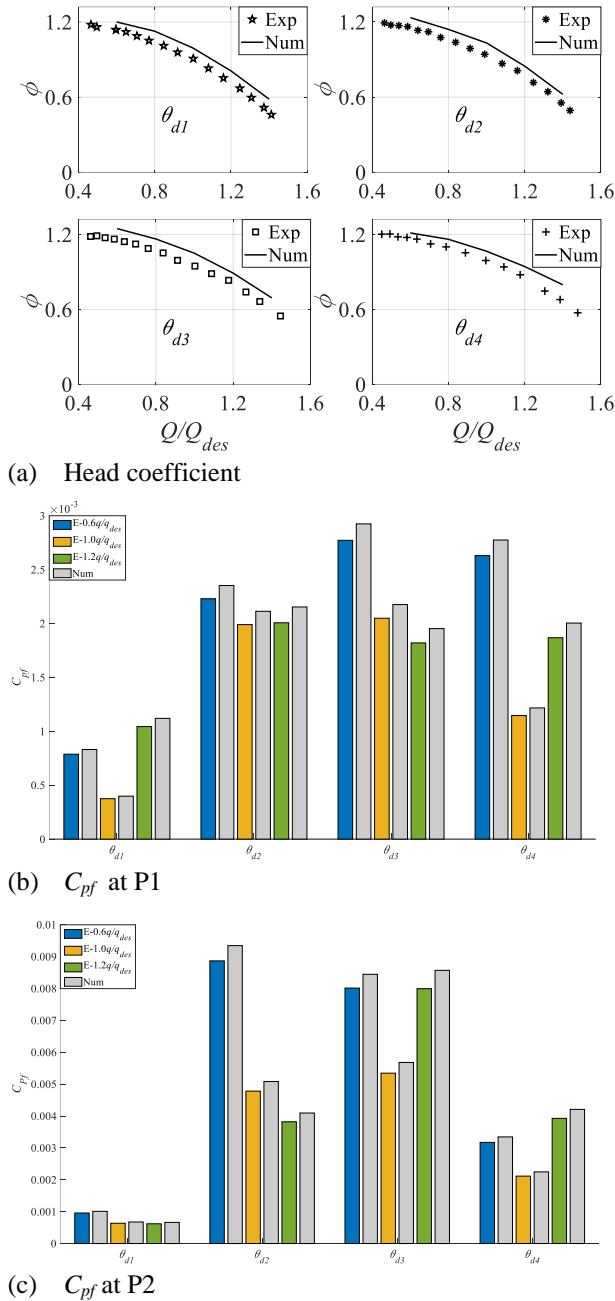 1.2
0.6
0
ϕ
Exp
Num
θd1
0.4 0.8 1.2 1.6
1.2
0.6
0
ϕ
Exp
Num
θd2
0.4 0.8 1.2 1.6
1.2
0.6
0
ϕ
Exp
Num
θd3
0.4 0.8 1.2 1.6
Q/Qdes
1.2
0.6
0
ϕ
Exp
Num
θd4
0.4 0.8 1.2 1.6
Q/Qdes
(a) Head coefficient
×10⁻³
3
2.5
2
1.5
1
0.5
0
Cpf
E-0.6q/qdes
E-1.0q/qdes
E-1.2q/qdes
Num
θd1 θd2 θd3 θd4
(b) Cpf at P1
0.01
0.009
0.008
0.007
0.006
0.005
0.004
0.003
0.002
0.001
0
Cpf
E-0.6q/qdes
E-1.0q/qdes
E-1.2q/qdes
Num
θd1 θd2 θd3 θd4
(c) Cpf at P2